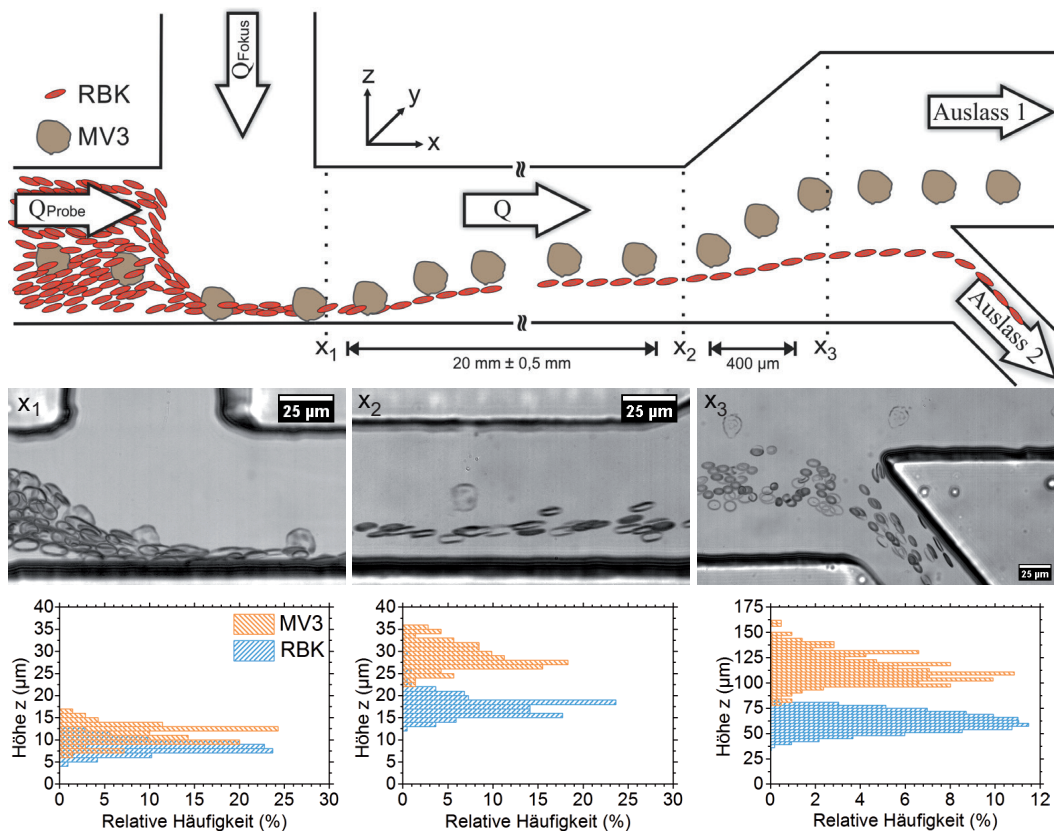 QFokus
RBK
MV3
z
y
x
Auslass 1
QProbe
Q
Auslass 2
x1
x2
x3
20 mm ± 0,5 mm
400 µm
x1
25 µm
x2
25 µm
x3
25 µm
40
35
30
25
20
15
10
5
0
Höhe z (µm)
MV3
RBK
0
5
10
15
20
25
30
Relative Häufigkeit (%)
40
35
30
25
20
15
10
5
0
Höhe z (µm)
0
5
10
15
20
25
30
Relative Häufigkeit (%)
175
150
125
100
75
50
25
0
Höhe z (µm)
0
2
4
6
8
10
12
Relative Häufigkeit (%)